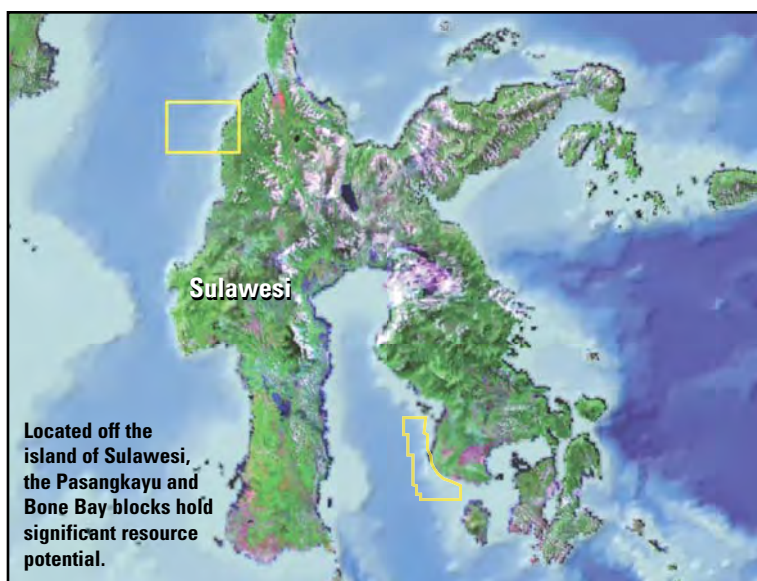 Sulawesi
Located off the
island of Sulawesi,
the Pasangkayu and
Bone Bay blocks hold
significant resource
potential.